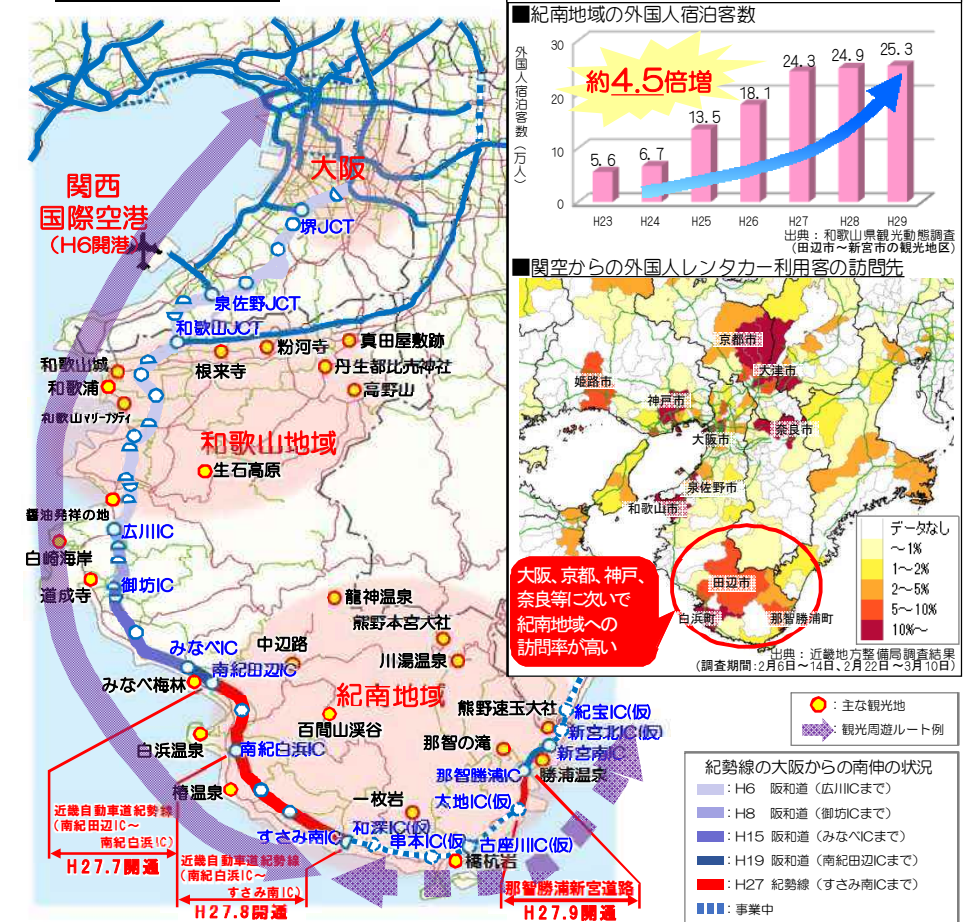 ■紀南地域の外国人宿泊客数
外国人宿泊客数（万人）
30
20
10
0
約4.5倍増
5.6
6.7
13.5
18.1
24.3
24.9
25.3
H23
H24
H25
H26
H27
H28
H29
出典：和歌山県観光動態調査
（田辺市～新宮市の観光地区）
■関空からの外国人レンタカー利用客の訪問先
京都市
大津市
姫路市
神戸市
大阪市
奈良市
泉佐野市
和歌山市
田辺市
白浜町
那智勝浦町
大阪、京都、神戸、
奈良等に次いで
紀南地域への
訪問率が高い
データなし
～1%
1～2%
2～5%
5～10%
10%～
出典：近畿地方整備局調査結果
（調査期間：2月6日～14日、2月22日～3月10日）
関西
国際空港
（H6開港）
大阪
堺JCT
泉佐野JCT
和歌山JCT
和歌山城
和歌浦
和歌山マリーナシティ
根来寺
粉河寺
真田屋敷跡
丹生都比売神社
高野山
和歌山地域
生石高原
醤油発祥の地
広川IC
白崎海岸
道成寺
御坊IC
龍神温泉
熊野本宮大社
みなべIC
中辺路
川湯温泉
南紀田辺IC
みなべ梅林
紀南地域
百間山渓谷
熊野速玉大社
紀宝IC(仮)
新宮北IC(仮)
新宮南IC
白浜温泉
南紀白浜IC
那智の滝
那智勝浦IC
勝浦温泉
椿温泉
一枚岩
太地IC(仮)
すさみ南IC
和深IC(仮)
串本IC(仮)
古座川IC(仮)
橋杭岩
近畿自動車道紀勢線
（南紀田辺IC～
南紀白浜IC）
H27.7開通
近畿自動車道紀勢線
（南紀白浜IC～
すさみ南IC）
H27.8開通
那智勝浦新宮道路
H27.9開通
：主な観光地
：観光周遊ルート例
紀勢線の大阪からの南伸の状況
：H6 阪和道（広川ICまで）
：H8 阪和道（御坊ICまで）
：H15 阪和道（みなべICまで）
：H19 阪和道（南紀田辺ICまで）
：H27 紀勢線（すさみ南ICまで）
：事業中